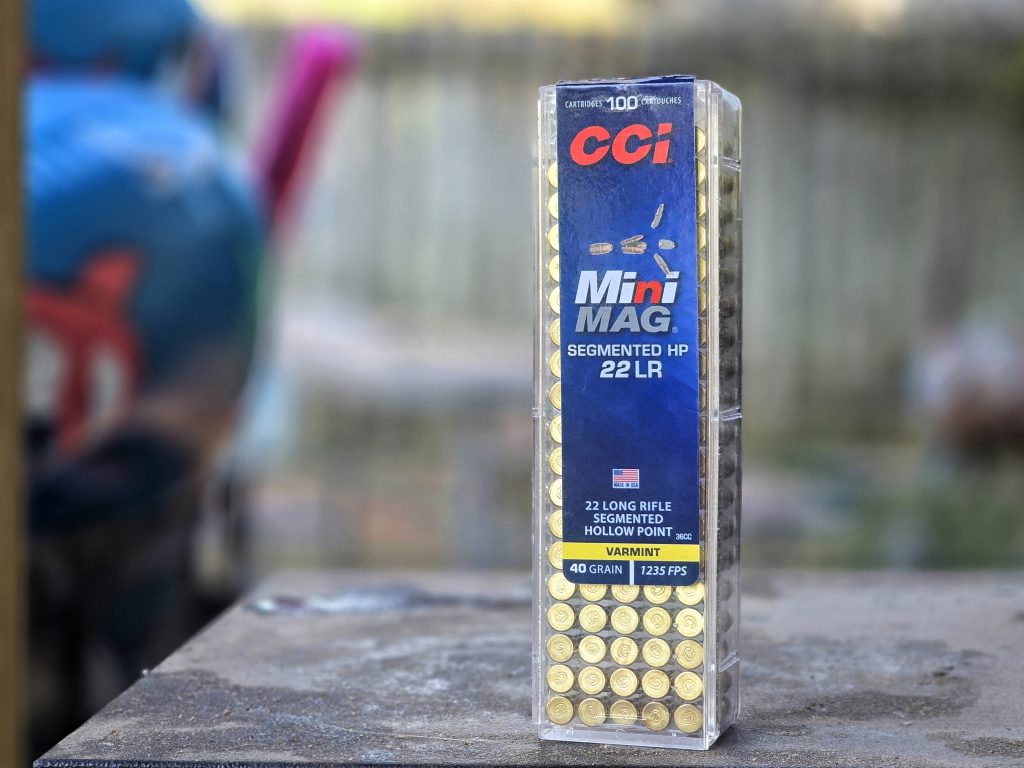 CARTRIDGES 100 CARTOUCHES
CCI
Mini
MAG®
SEGMENTED HP
22 LR
MADE IN USA
22 LONG RIFLE
SEGMENTED
HOLLOW POINT
36CC
VARMINT
40 GRAIN 1235 FPS